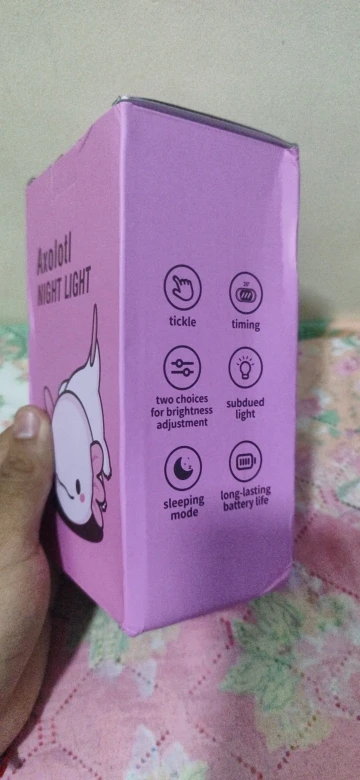 Axolotl
NIGHT LIGHT
30'
tickle
timing
two choices
for brightness
adjustment
subdued
light
sleeping
mode
long-lasting
battery life